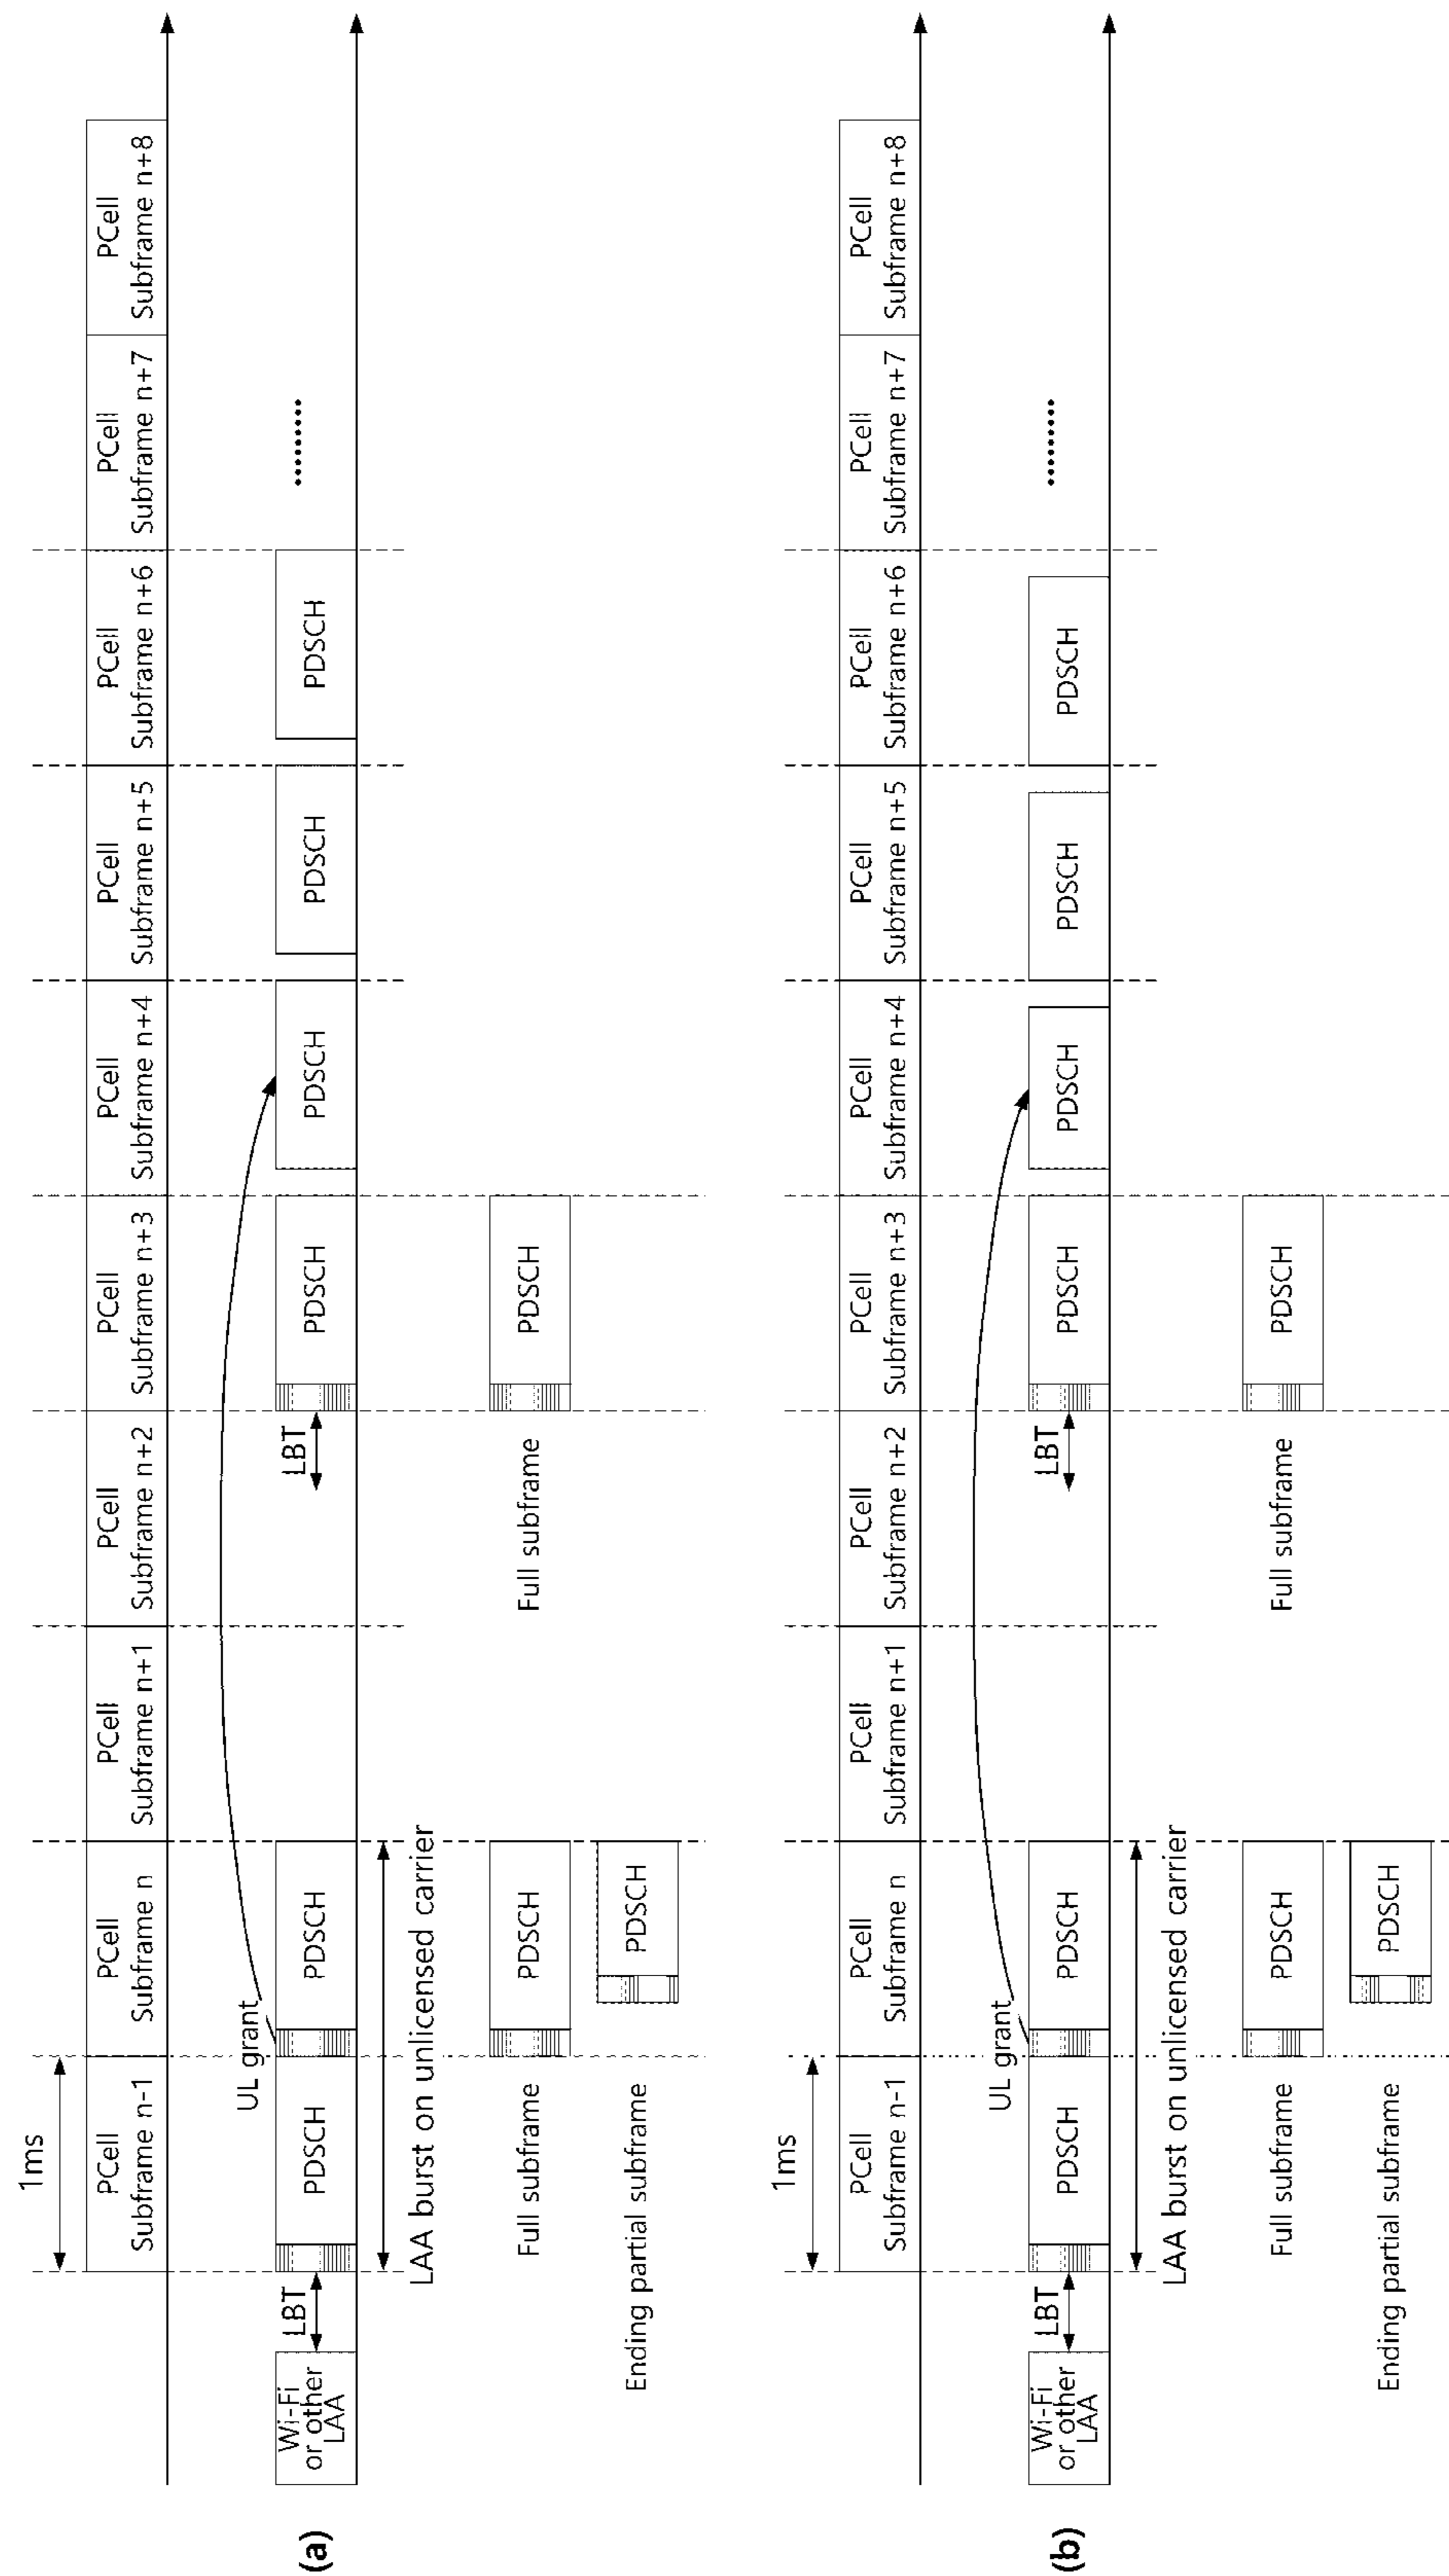 (a)
1ms
PCell
Subframe n-1
PCell
Subframe n
PCell
Subframe n+1
PCell
Subframe n+2
PCell
Subframe n+3
PCell
Subframe n+4
PCell
Subframe n+5
PCell
Subframe n+6
PCell
Subframe n+7
PCell
Subframe n+8
UL grant
Wi-Fi
or other
LAA
LBT
PDSCH
PDSCH
LBT
PDSCH
PDSCH
PDSCH
PDSCH
.........
LAA burst on unlicensed carrier
Full subframe
PDSCH
Full subframe
PDSCH
Ending partial subframe
PDSCH
(b)
1ms
PCell
Subframe n-1
PCell
Subframe n
PCell
Subframe n+1
PCell
Subframe n+2
PCell
Subframe n+3
PCell
Subframe n+4
PCell
Subframe n+5
PCell
Subframe n+6
PCell
Subframe n+7
PCell
Subframe n+8
UL grant
Wi-Fi
or other
LAA
LBT
PDSCH
PDSCH
LBT
PDSCH
PDSCH
PDSCH
PDSCH
.........
LAA burst on unlicensed carrier
Full subframe
PDSCH
Full subframe
PDSCH
Ending partial subframe
PDSCH